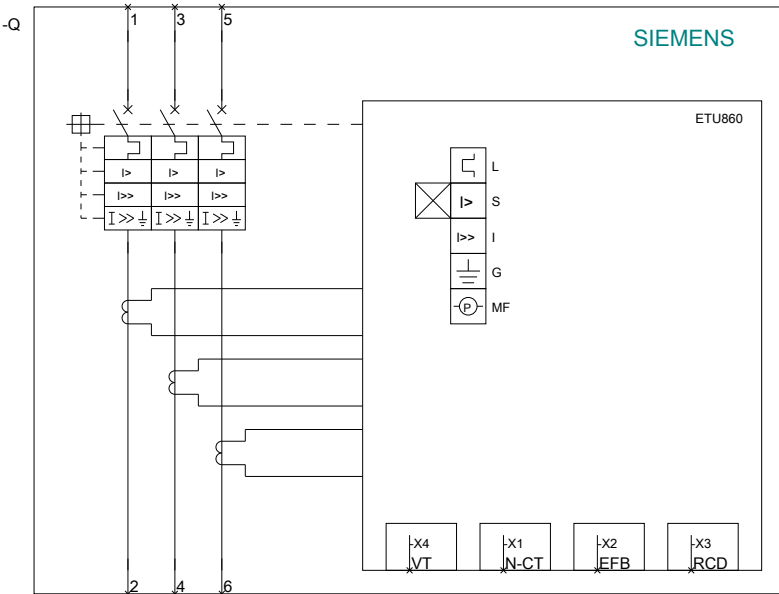 -Q
1 3 5
SIEMENS
ETU860
I> I> I>
I>> I>> I>>
I>> I>> I>>
L
I> S
I>> I
G
P MF
-X4 -X1 -X2 -X3
VT N-CT EFB RCD
2 4 6